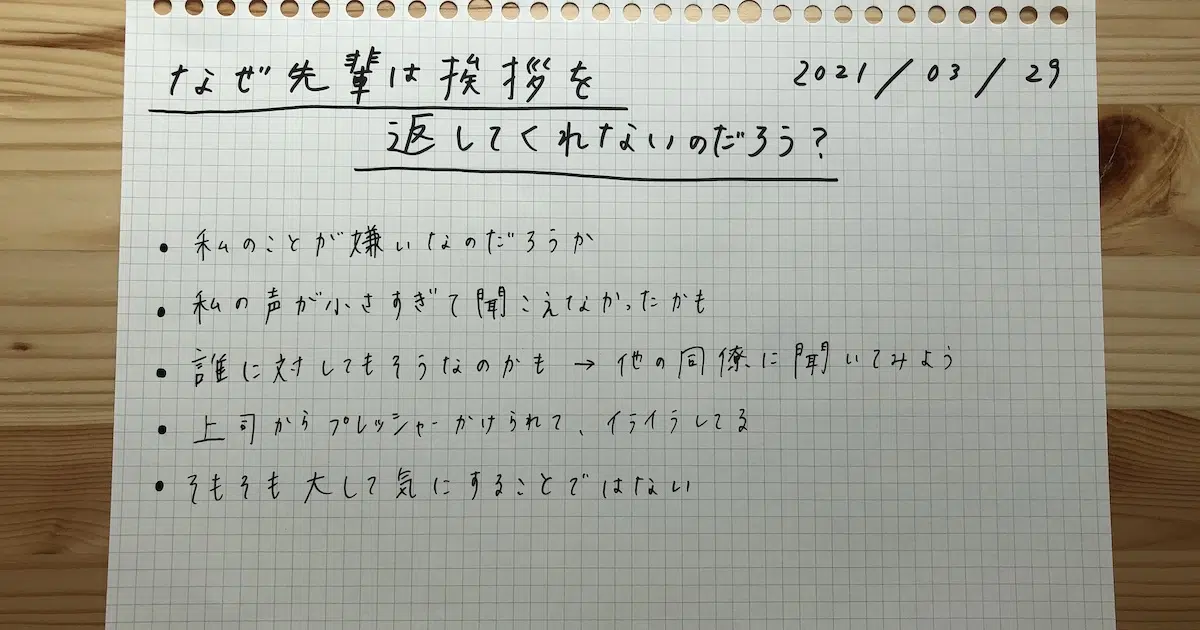 なぜ先輩は挨拶を
2021/03/29
返してくれないのだろう?
• 私のことが嫌いなのだろうか
• 私の声が小さすぎて聞こえなかったかも
• 誰に対してもそうなのかも → 他の同僚に聞いてみよう
• 上司からプレッシャーかけられて、イライラしてる
• そもそも大して気にすることではない